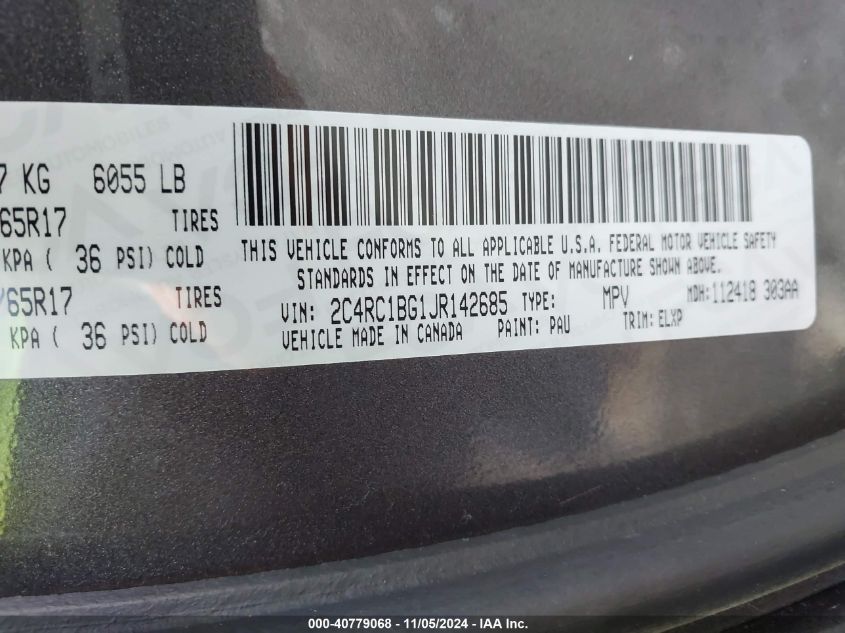 7 KG 6055 LB
65R17 TIRES
KPA ( 36 PSI) COLD
/65R17 TIRES
KPA ( 36 PSI) COLD
THIS VEHICLE CONFORMS TO ALL APPLICABLE U.S.A. FEDERAL MOTOR VEHICLE SAFETY
STANDARDS IN EFFECT ON THE DATE OF MANUFACTURE SHOWN ABOVE.
VIN: 2C4RC1BG1JR142685 TYPE: MPV MDH: 112418 303AA
VEHICLE MADE IN CANADA PAINT: PAU TRIM: ELXP
000-40779068 - 11/05/2024 - IAA Inc.